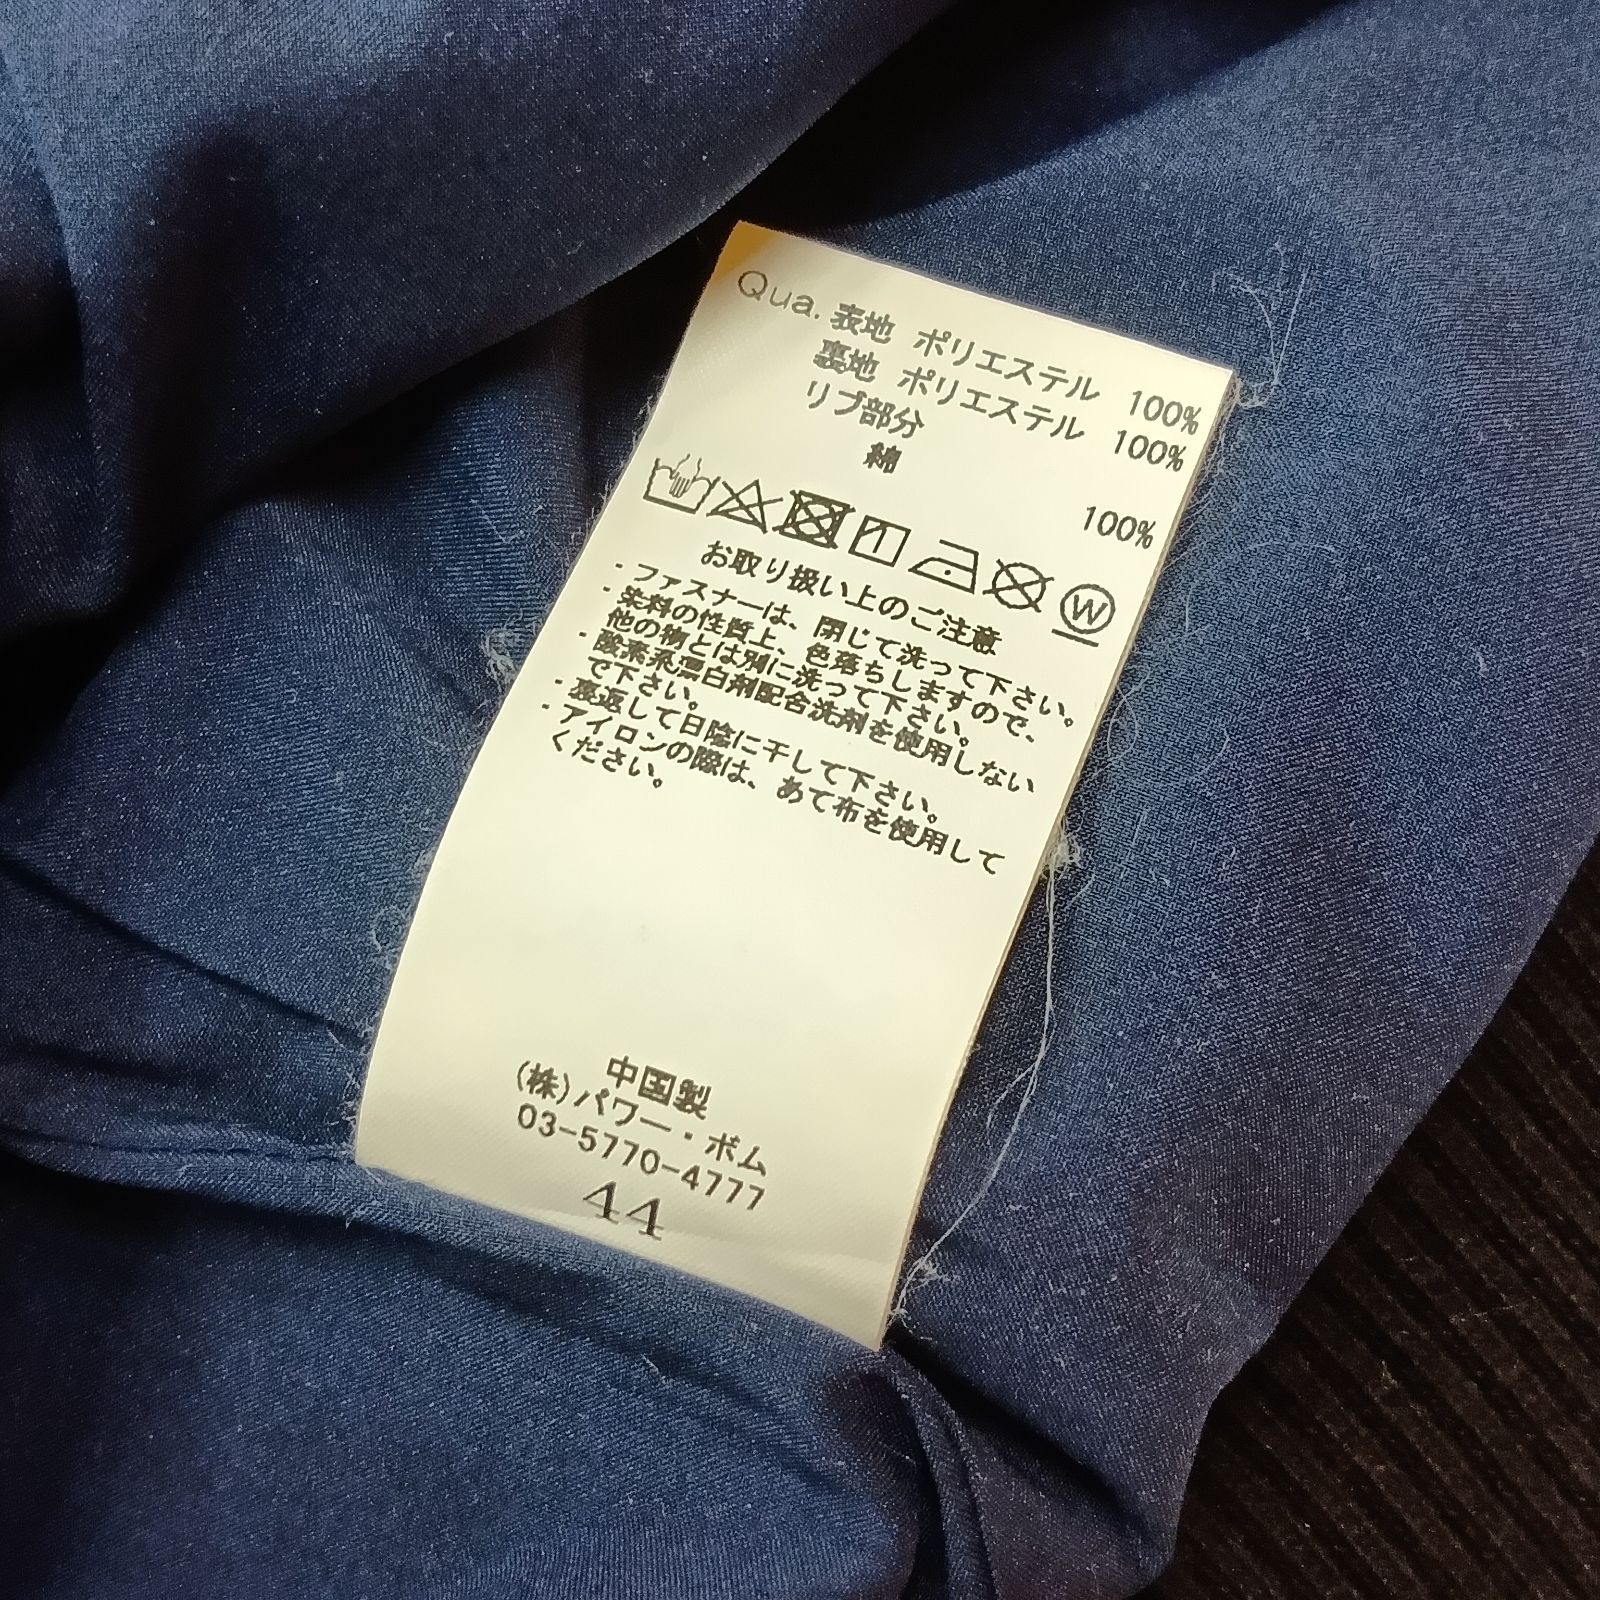 Qua. 表地 ポリエステル 100%
裏地 ポリエステル 100%
リブ部分
綿 100%
W
お取り扱い上のご注意
・ファスナーは、閉じて洗って下さい。
・染料の性質上、色落ちしますので、
他の物とは別に洗って下さい。
・酸素系漂白剤配合洗剤を使用しない
で下さい。
・裏返して日陰に干して下さい。
・アイロンの際は、あて布を使用して
ください。
中国製
(株)パワー・ボム
03-5770-4777
44